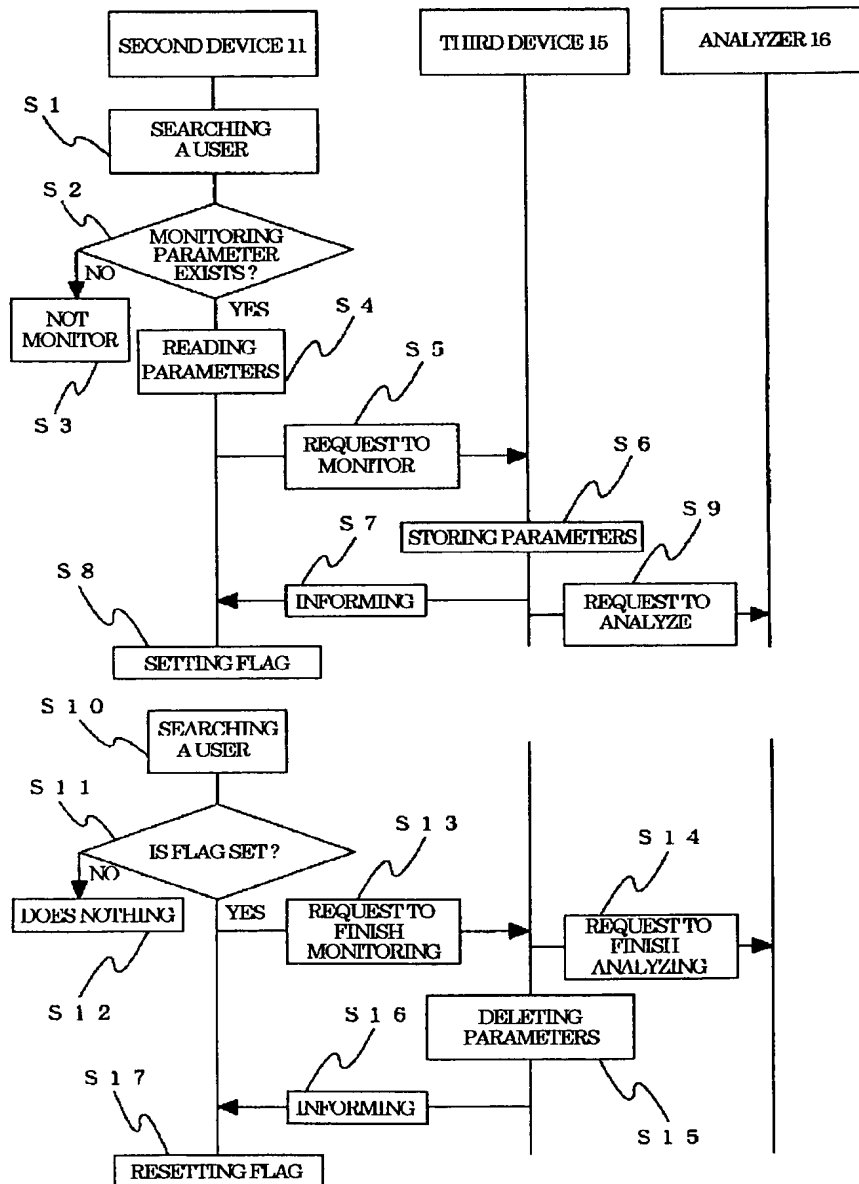 SECOND DEVICE 11
THIRD DEVICE 15
ANALYZER 16
S 1
SEARCHING
A USER
S 2
MONITORING
PARAMETER
EXISTS ?
NO
YES
NOT
MONITOR
S 3
S 4
READING
PARAMETERS
S 5
REQUEST TO
MONITOR
S 6
STORING PARAMETERS
S 7
INFORMING
S 9
REQUEST TO
ANALYZE
S 8
SETTING FLAG
S 1 0
SEARCHING
A USER
S 1 1
IS FLAG SET ?
NO
YES
DOES NOTHING
S 1 2
S 1 3
REQUEST TO
FINISH
MONITORING
S 1 4
REQUEST TO
FINISH
ANALYZING
DELETING
PARAMETERS
S 1 5
S 1 6
INFORMING
S 1 7
RESETTING FLAG